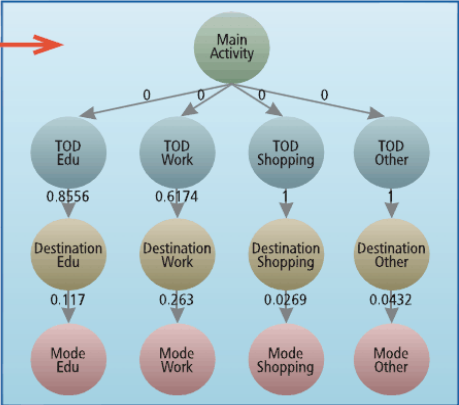 Main
Activity
0 0 0 0
TOD
Edu
TOD
Work
TOD
Shopping
TOD
Other
0.8556 0.6174 1 1
Destination
Edu
Destination
Work
Destination
Shopping
Destination
Other
0.117 0.263 0.0269 0.0432
Mode
Edu
Mode
Work
Mode
Shopping
Mode
Other